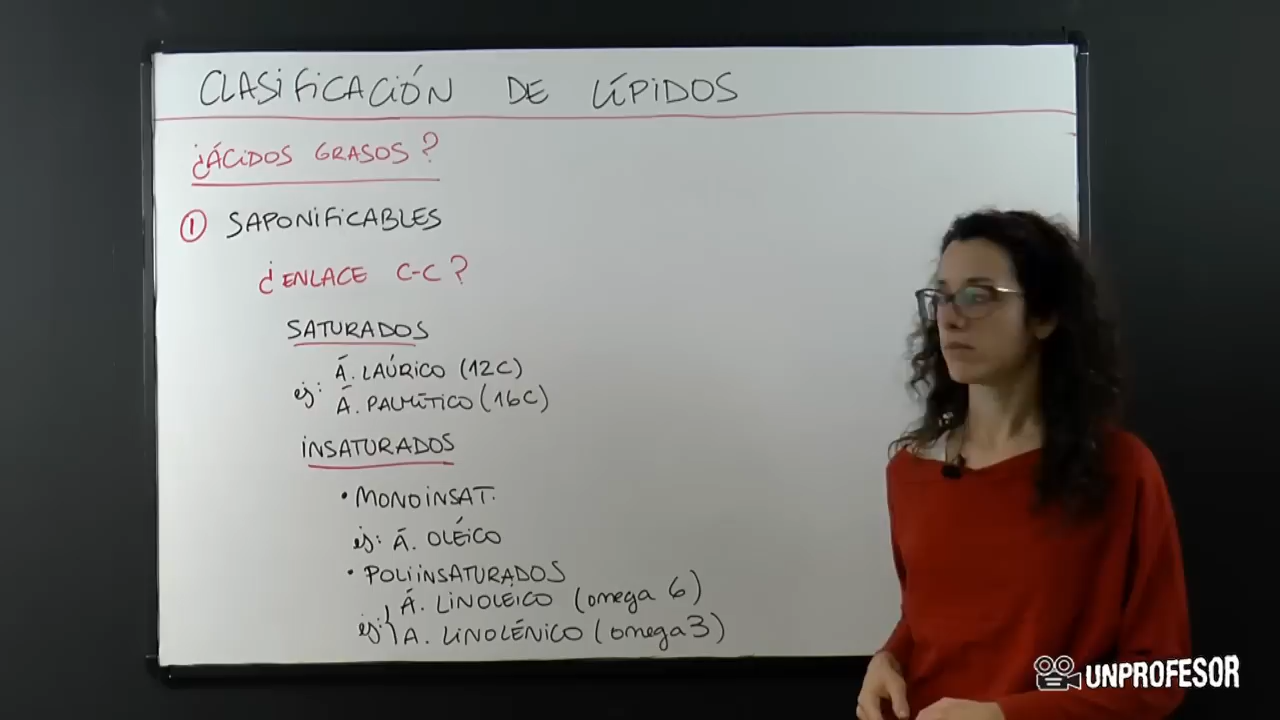 CLASIFICACIÓN DE LÍPIDOS
¿ÁCIDOS GRASOS?
① SAPONIFICABLES
¿ENLACE C-C?
SATURADOS
ej: Á. LAÚRICO (12C)
Á. PALMÍTICO (16C)
INSATURADOS
• MONOINSAT.
ej: Á. OLÉICO
• POLIINSATURADOS
ej: Á. LINOLÉICO (omega 6)
A. LINOLÉNICO (omega 3)
UNPROFESOR